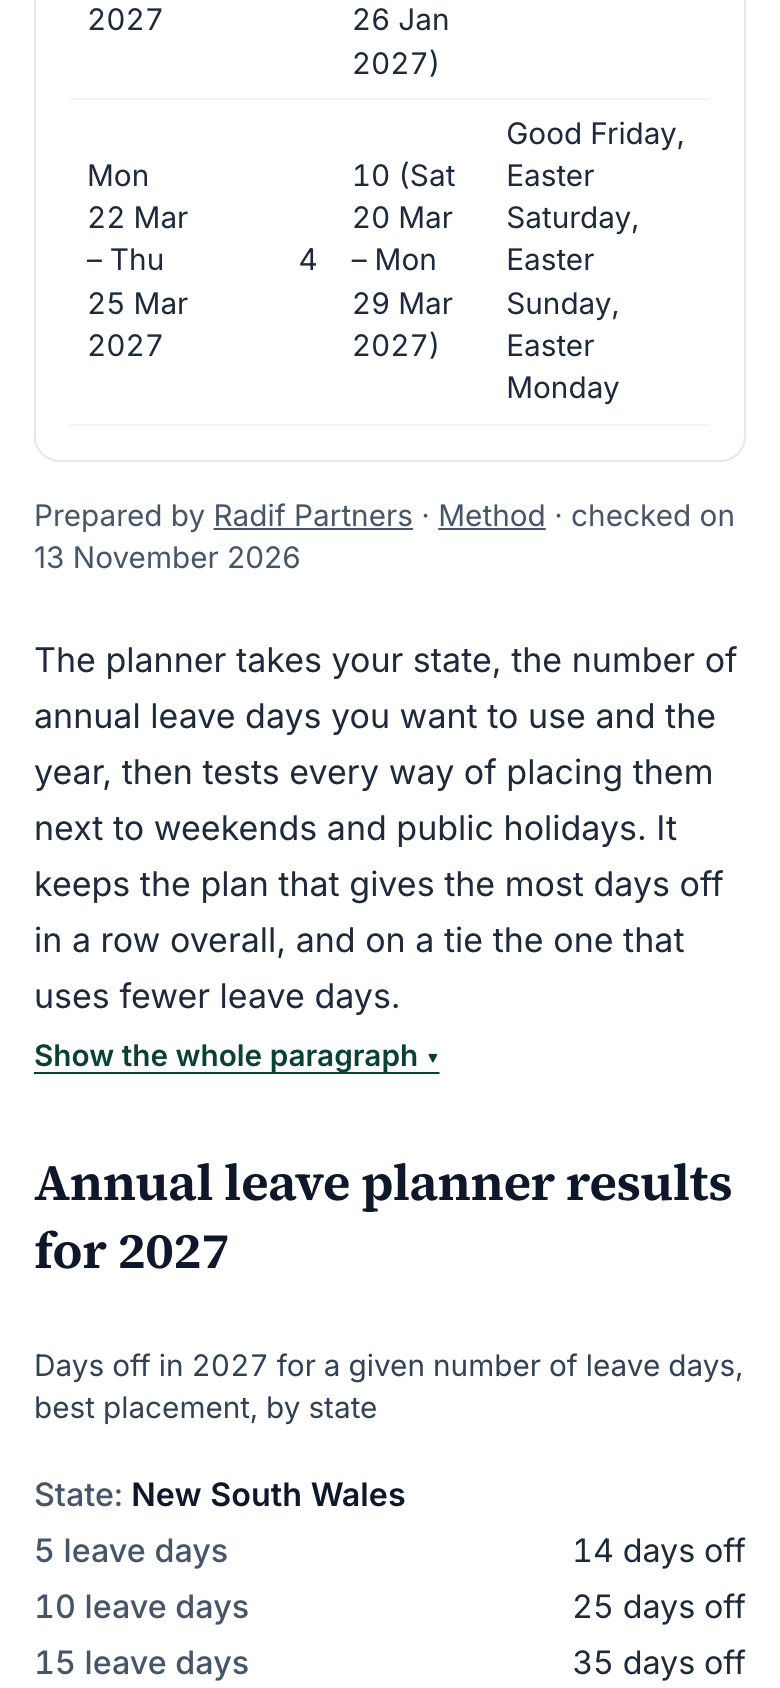 2027
26 Jan
2027)
Mon
22 Mar
– Thu
25 Mar
2027
4
10 (Sat
20 Mar
– Mon
29 Mar
2027)
Good Friday,
Easter
Saturday,
Easter
Sunday,
Easter
Monday
Prepared by Radif Partners · Method · checked on
13 November 2026
The planner takes your state, the number of
annual leave days you want to use and the
year, then tests every way of placing them
next to weekends and public holidays. It
keeps the plan that gives the most days off
in a row overall, and on a tie the one that
uses fewer leave days.
Show the whole paragraph ▾
Annual leave planner results
for 2027
Days off in 2027 for a given number of leave days,
best placement, by state
State: New South Wales
5 leave days 14 days off
10 leave days 25 days off
15 leave days 35 days off